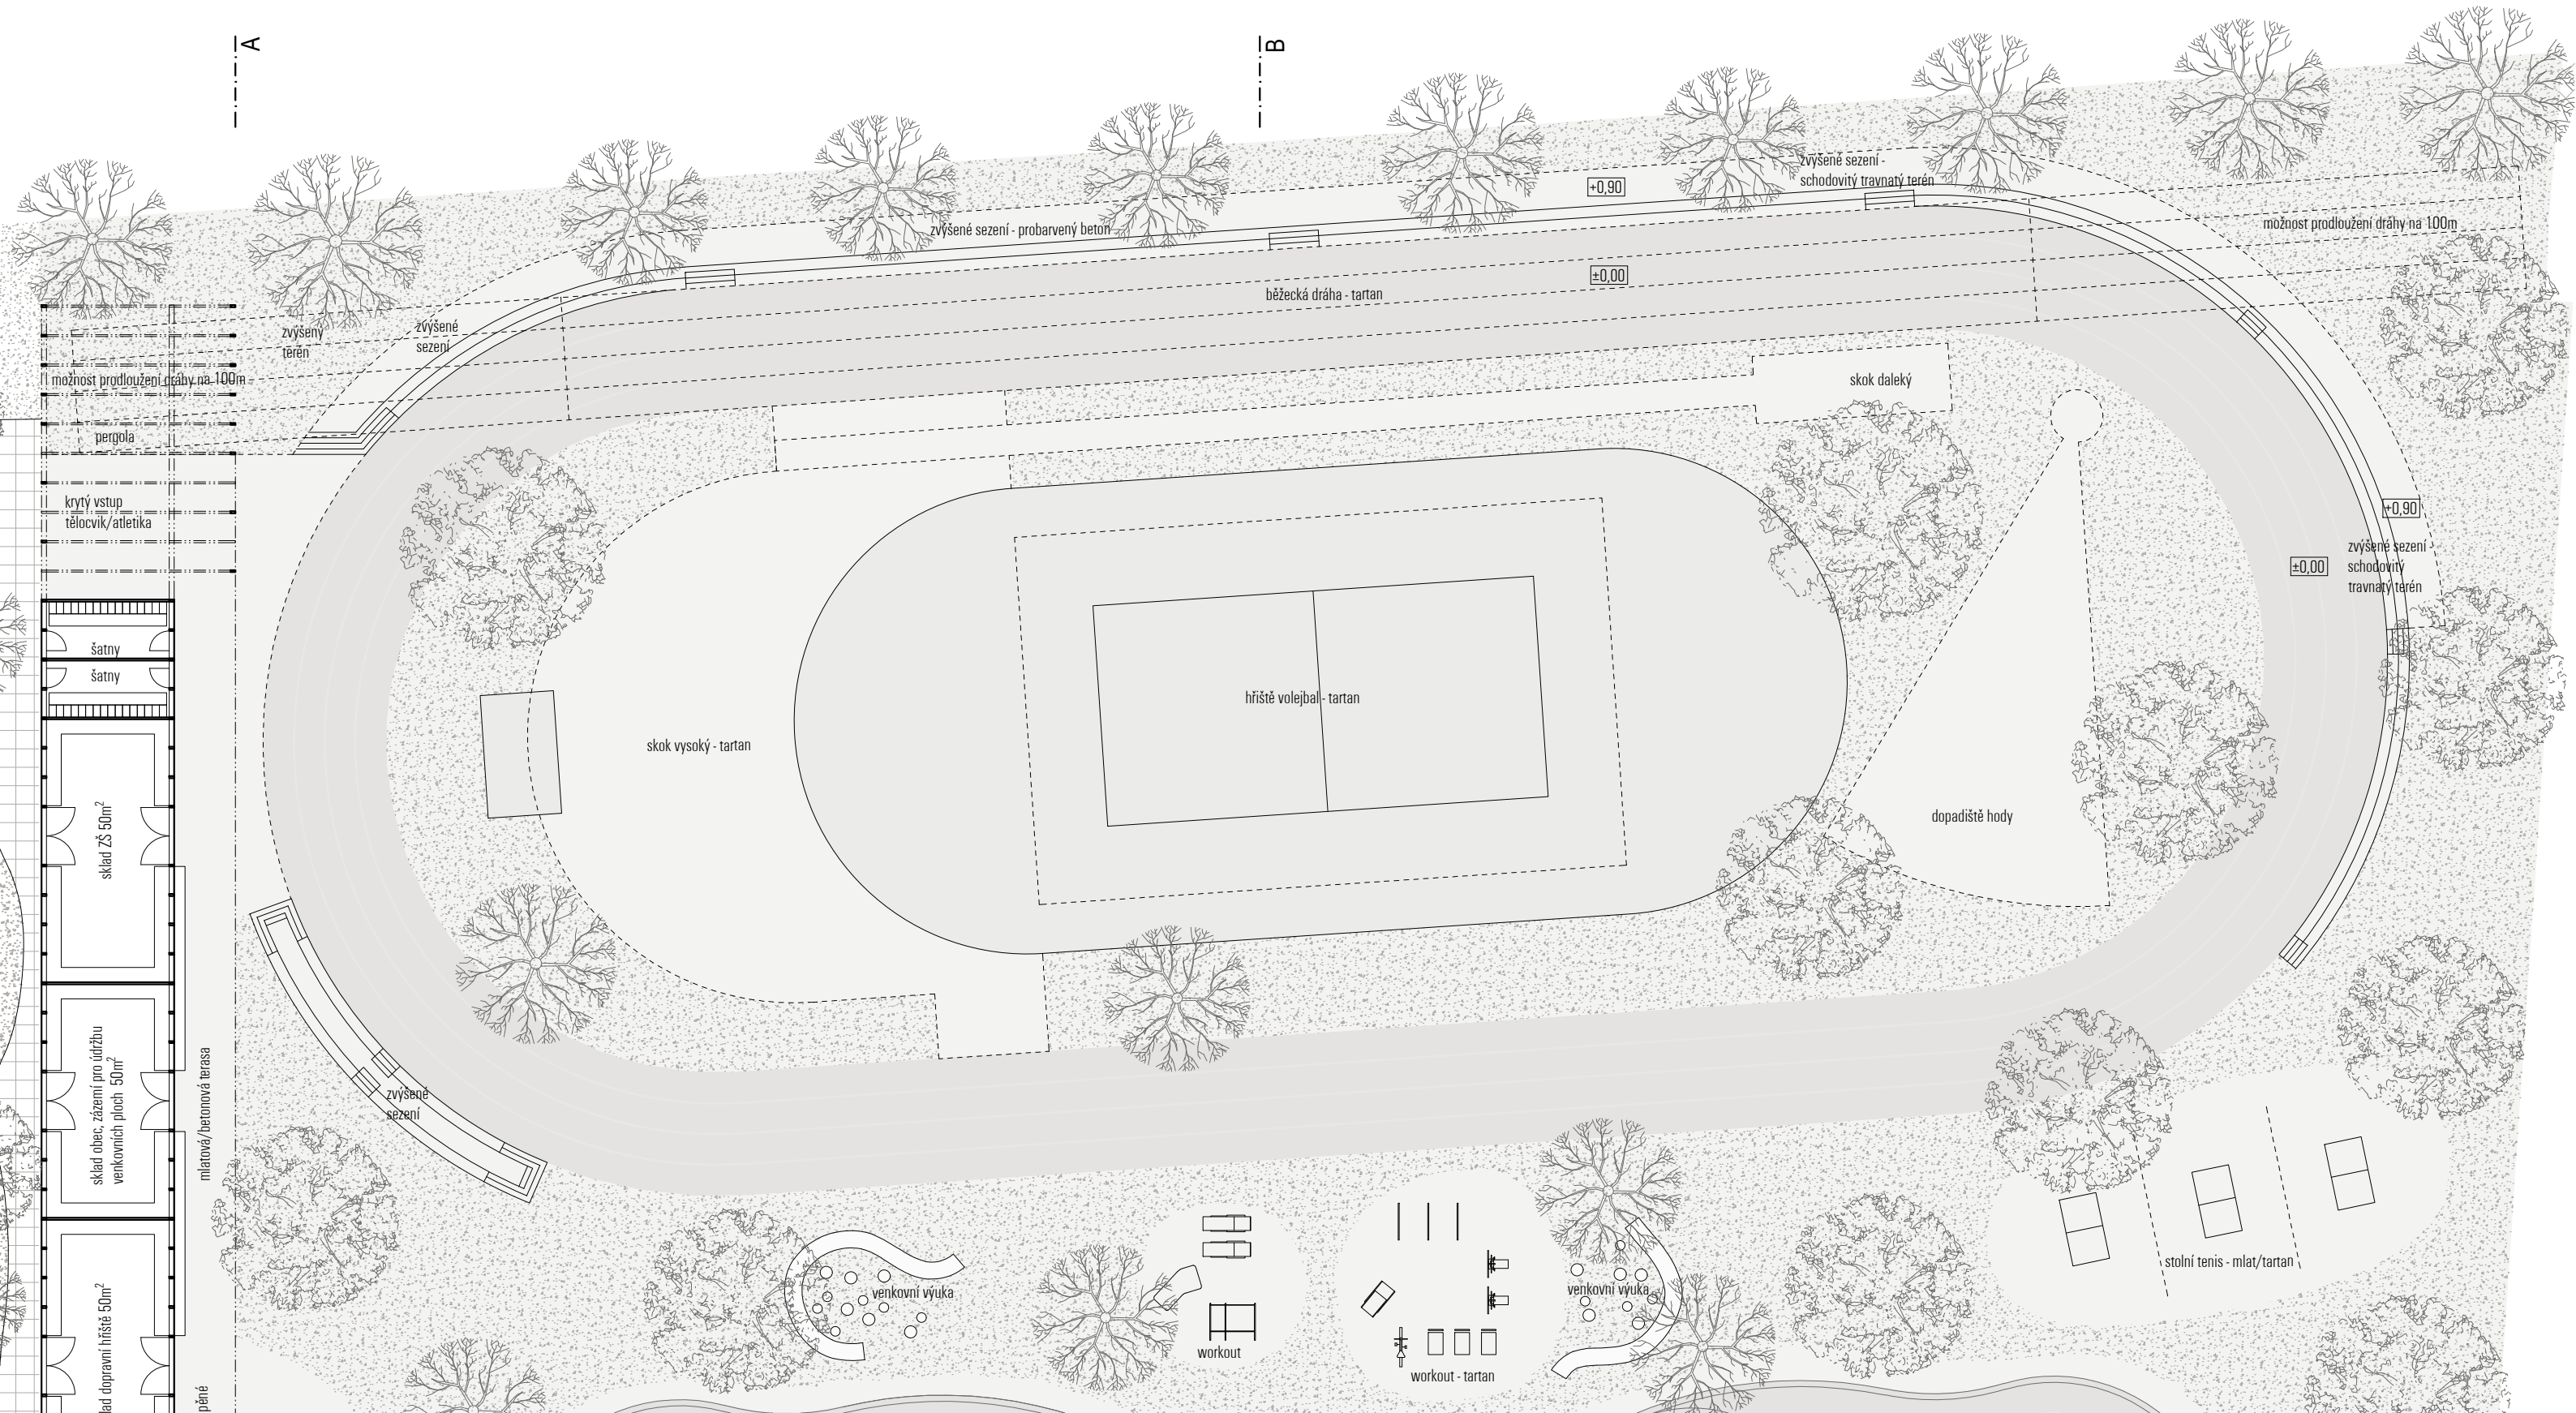 A
B
zvýšené sezení -
schodovitý travnatý terén
+0,90
zvýšené sezení - probarvený beton
možnost prodloužení dráhy na 100m
±0,00
běžecká dráha - tartan
zvýšený
terén
zvýšené
sezení
možnost prodloužení dráhy na 100m
skok daleký
pergola
krytý vstup
tělocvik/atletika
+0,90
zvýšené sezení -
schodovitý
travnatý terén
±0,00
šatny
šatny
hřiště volejbal - tartan
skok vysoký - tartan
dopadiště hody
sklad ZŠ 50m²
sklad obec, zázemí pro údržbu
venkovních ploch 50m²
mlatová/betonová terasa
zvýšené
sezení
stolní tenis - mlat/tartan
venkovní výuka
venkovní výuka
workout
workout - tartan
lad dopravní hřiště 50m²
pěné